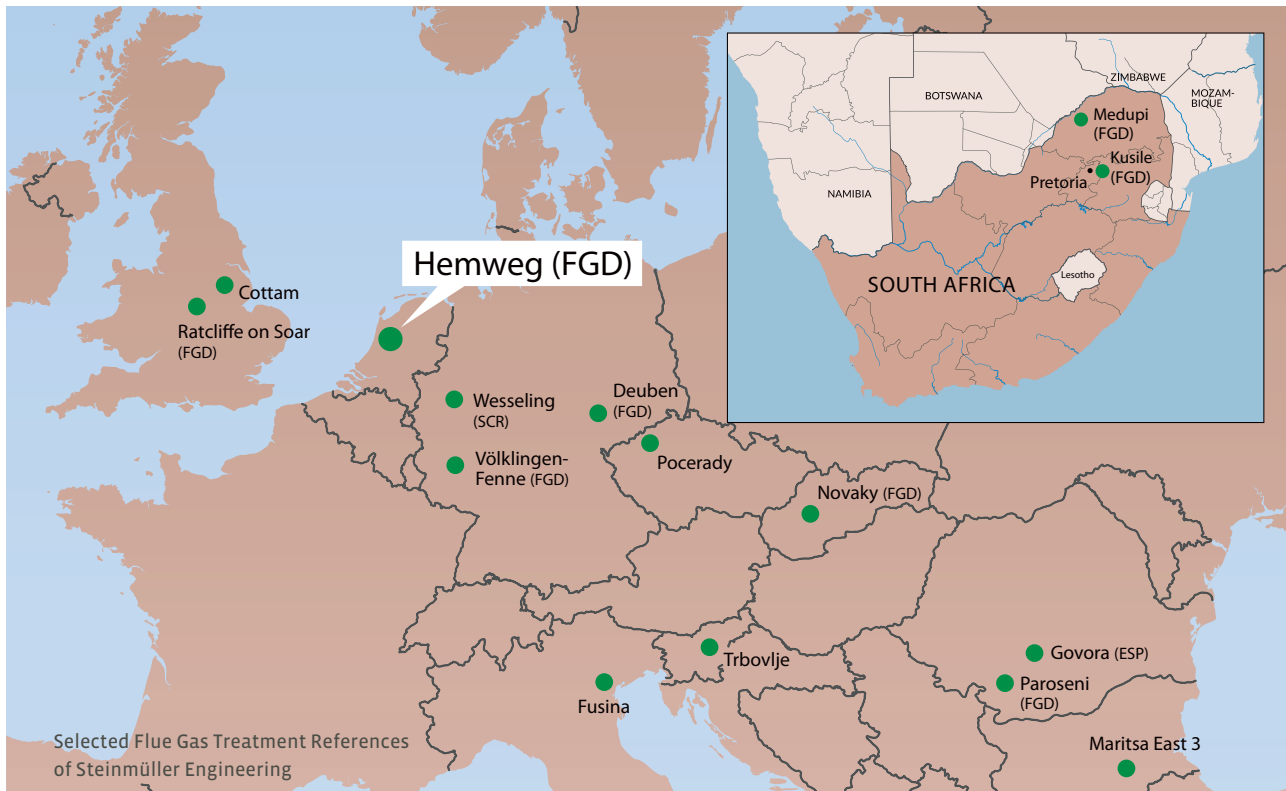 ZIMBABWE
BOTSWANA
MOZAM-
BIQUE
Medupi
(FGD)
Kusile
(FGD)
Pretoria
NAMIBIA
Lesotho
SOUTH AFRICA
Hemweg (FGD)
Cottam
Ratcliffe on Soar
(FGD)
Wesseling
(SCR)
Deuben
(FGD)
Völklingen-
Fenne (FGD)
Pocerady
Novaky (FGD)
Trbovlje
Fusina
Govora (ESP)
Paroseni
(FGD)
Maritsa East 3
Selected Flue Gas Treatment References
of Steinmüller Engineering